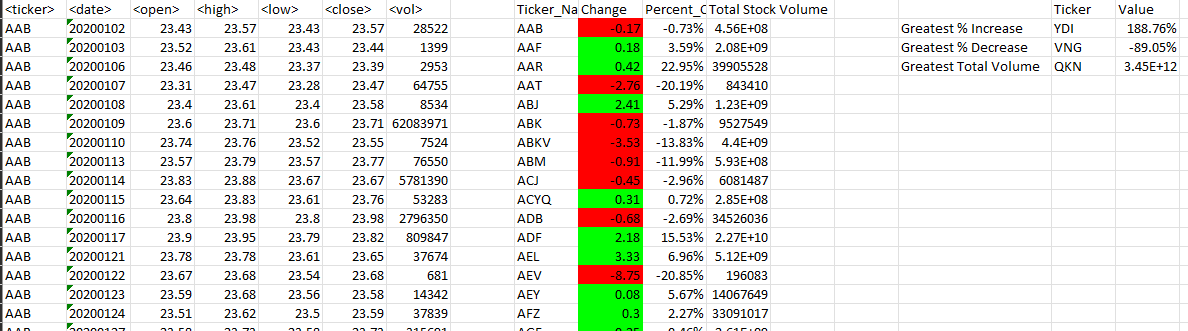 <ticker> <date> <open> <high> <low> <close> <vol> Ticker_Na Change Percent_C Total Stock Volume Ticker Value
AAB 20200102 23.43 23.57 23.43 23.57 28522 AAB -0.17 -0.73% 4.56E+08 Greatest % Increase YDI 188.76%
AAB 20200103 23.52 23.61 23.43 23.44 1399 AAF 0.18 3.59% 2.08E+09 Greatest % Decrease VNG -89.05%
AAB 20200106 23.46 23.48 23.37 23.39 2953 AAR 0.42 22.95% 39905528 Greatest Total Volume QKN 3.45E+12
AAB 20200107 23.31 23.47 23.28 23.47 64755 AAT -2.76 -20.19% 843410
AAB 20200108 23.4 23.61 23.4 23.58 8534 ABJ 2.41 5.29% 1.23E+09
AAB 20200109 23.6 23.71 23.6 23.71 62083971 ABK -0.73 -1.87% 9527549
AAB 20200110 23.74 23.76 23.52 23.55 7524 ABKV -3.53 -13.83% 4.4E+09
AAB 20200113 23.57 23.79 23.57 23.77 76550 ABM -0.91 -11.99% 5.93E+08
AAB 20200114 23.83 23.88 23.67 23.67 5781390 ACJ -0.45 -2.96% 6081487
AAB 20200115 23.64 23.83 23.61 23.76 53283 ACYQ 0.31 0.72% 2.85E+08
AAB 20200116 23.8 23.98 23.8 23.98 2796350 ADB -0.68 -2.69% 34526036
AAB 20200117 23.9 23.95 23.79 23.82 809847 ADF 2.18 15.53% 2.27E+10
AAB 20200121 23.78 23.78 23.61 23.65 37674 AEL 3.33 6.96% 5.12E+09
AAB 20200122 23.67 23.68 23.54 23.68 681 AEV -8.75 -20.85% 196083
AAB 20200123 23.59 23.68 23.56 23.58 14342 AEY 0.08 5.67% 14067649
AAB 20200124 23.51 23.62 23.5 23.59 37839 AFZ 0.3 2.27% 33091017